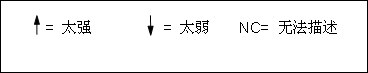 ↑= 太强 ↓= 太弱 NC= 无法描述